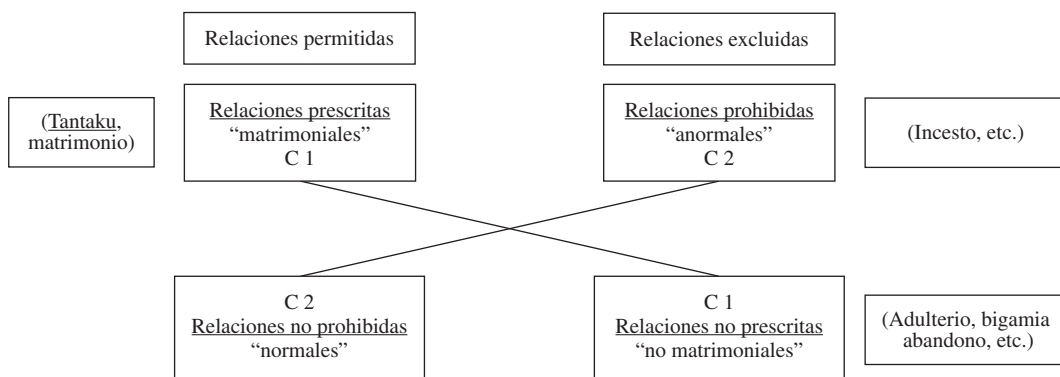 Relaciones permitidas
Relaciones excluidas
(Tantaku,
matrimonio)
Relaciones prescritas
“matrimoniales”
C 1
Relaciones prohibidas
“anormales”
C 2
(Incesto, etc.)
C 2
Relaciones no prohibidas
“normales”
C 1
Relaciones no prescritas
“no matrimoniales”
(Adulterio, bigamia
abandono, etc.)